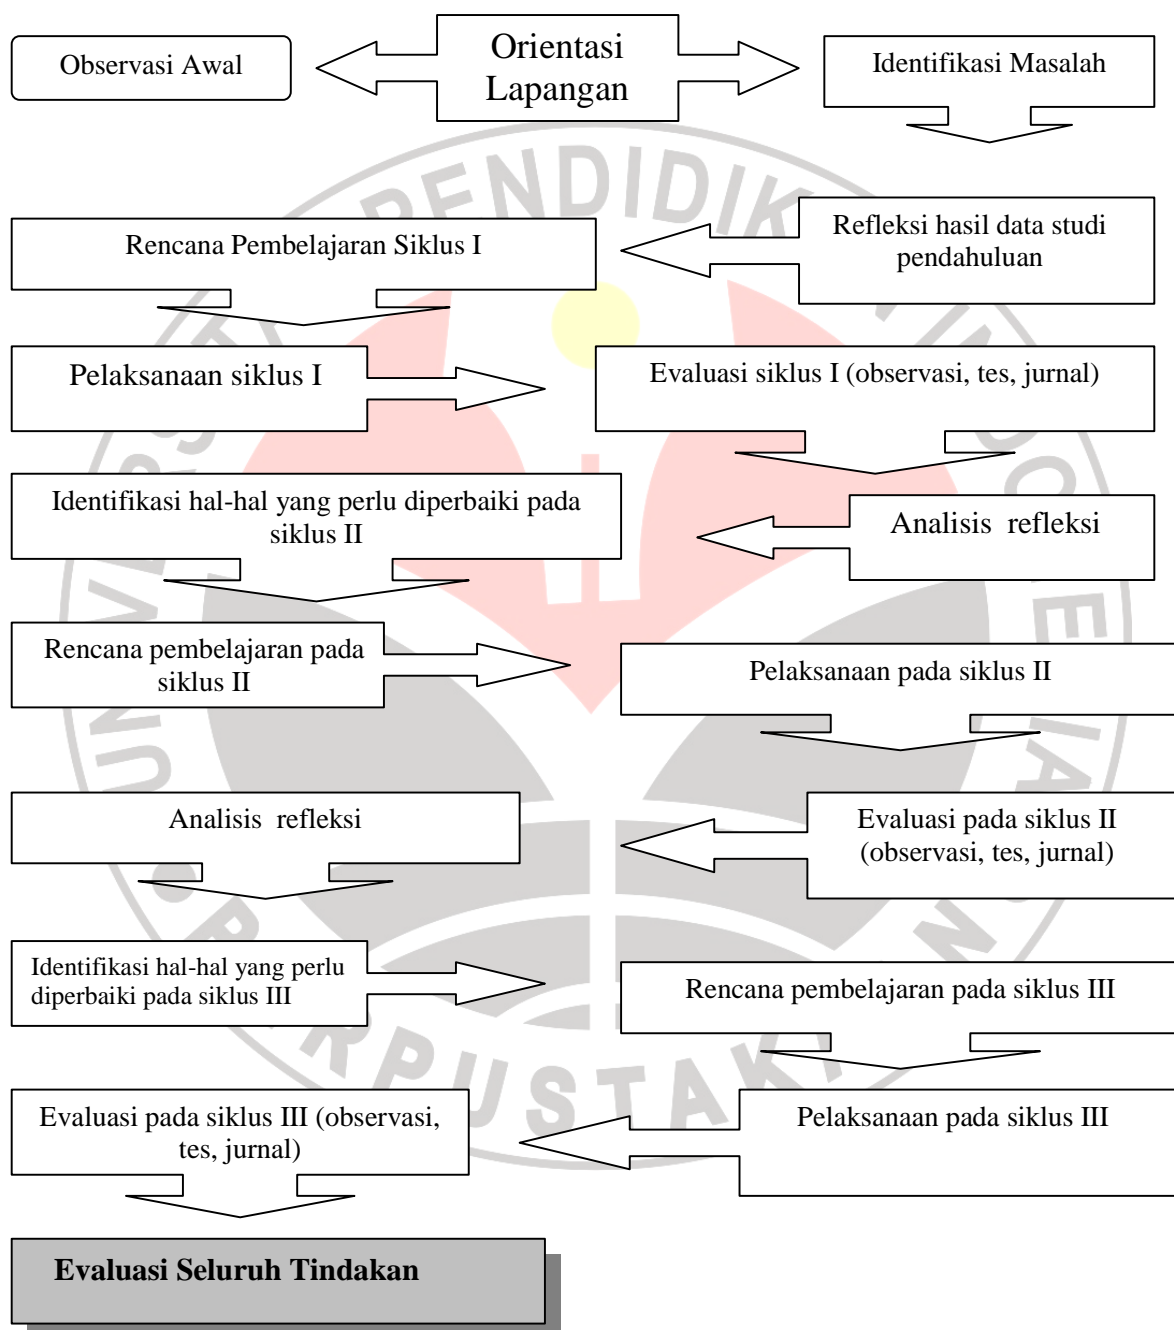 Observasi Awal
Orientasi
Lapangan
Identifikasi Masalah
Refleksi hasil data studi
pendahuluan
Rencana Pembelajaran Siklus I
Pelaksanaan siklus I
Evaluasi siklus I (observasi, tes, jurnal)
Analisis refleksi
Identifikasi hal-hal yang perlu diperbaiki pada
siklus II
Rencana pembelajaran pada
siklus II
Pelaksanaan pada siklus II
Evaluasi pada siklus II
(observasi, tes, jurnal)
Analisis refleksi
Identifikasi hal-hal yang perlu
diperbaiki pada siklus III
Rencana pembelajaran pada siklus III
Pelaksanaan pada siklus III
Evaluasi pada siklus III (observasi,
tes, jurnal)
Evaluasi Seluruh Tindakan